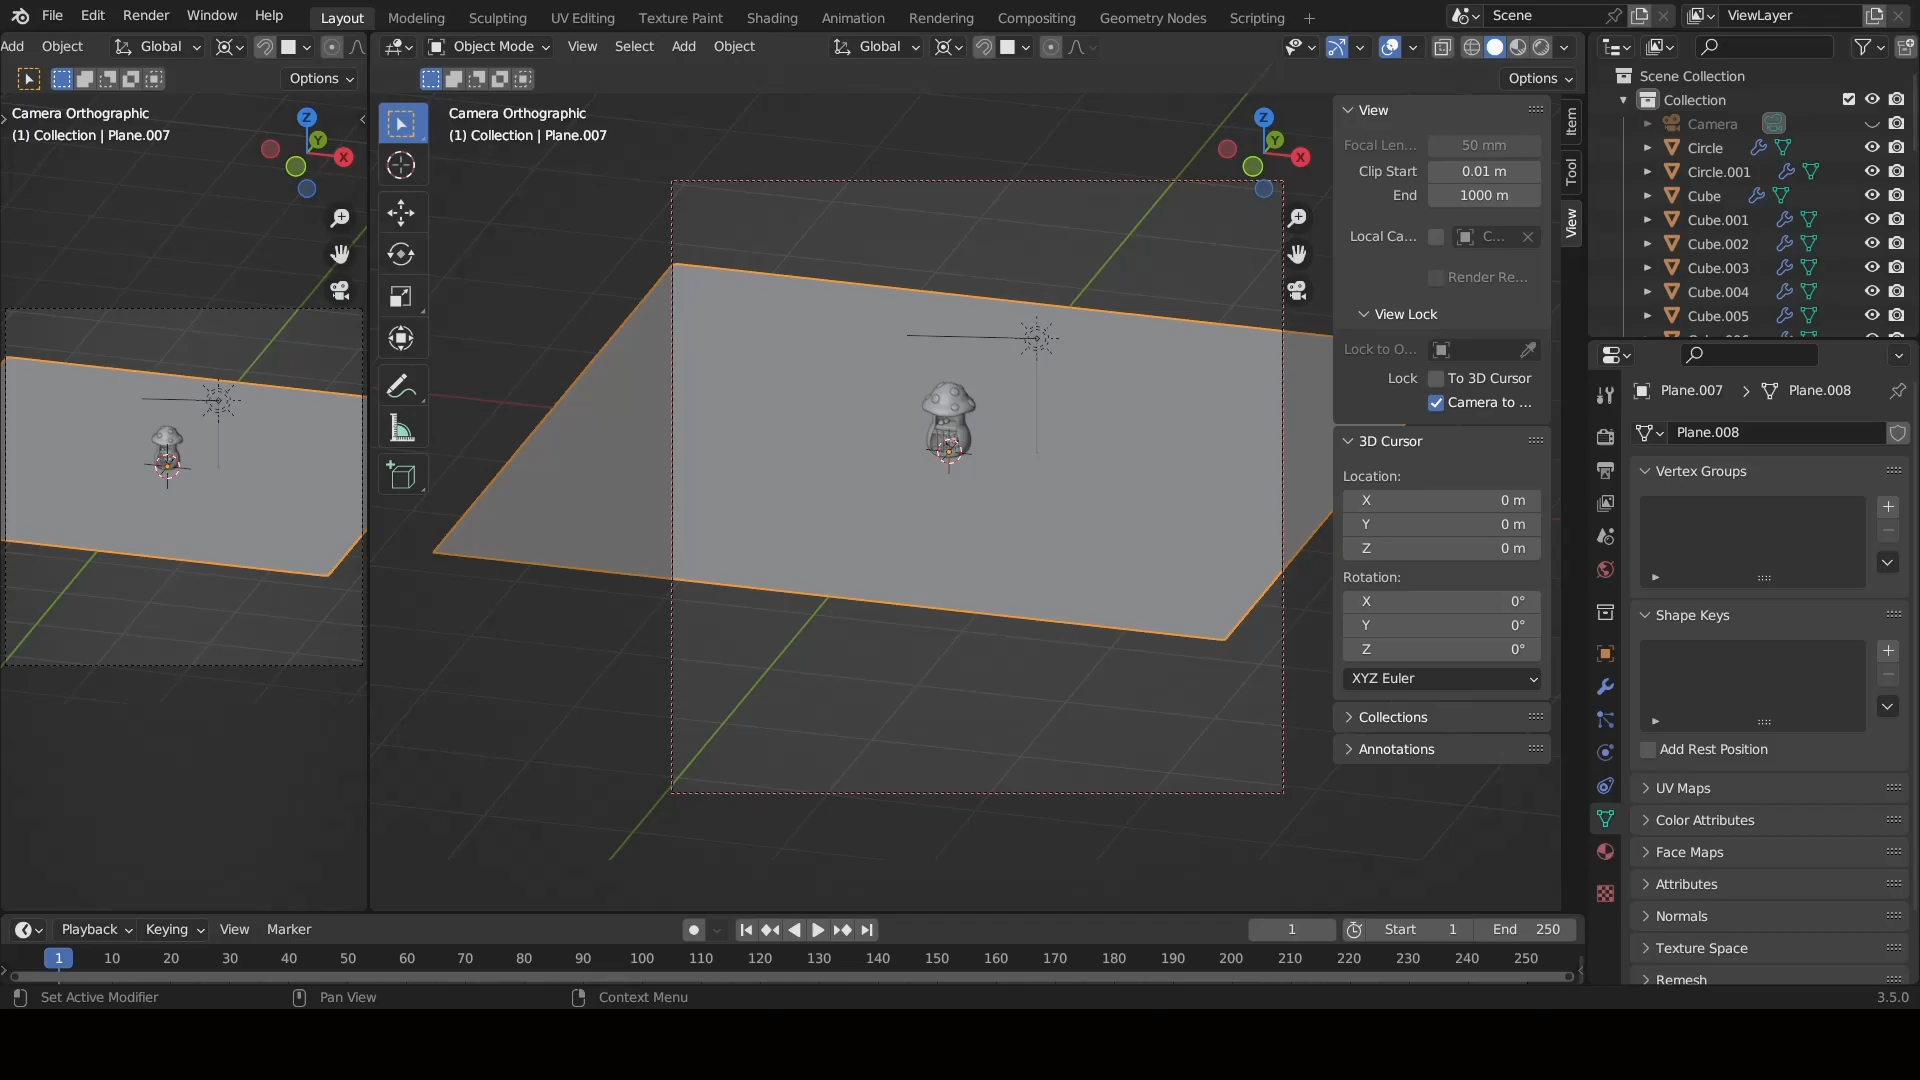 File Edit Render Window Help Layout Modeling Sculpting UV Editing Texture Paint Shading Animation Rendering Compositing Geometry Nodes Scripting Scene ViewLayer
Add Object Global Object Mode View Select Add Object Global
Options Options
Camera Orthographic
(1) Collection | Plane.007
Camera Orthographic
(1) Collection | Plane.007
Z
Y
X
Z
Y
X
View
Focal Len... 50 mm
Clip Start 0.01 m
End 1000 m
Local Ca... C...
Render Re...
View Lock
Lock to O...
Lock To 3D Cursor
Camera to ...
3D Cursor
Location:
X 0 m
Y 0 m
Z 0 m
Rotation:
X 0°
Y 0°
Z 0°
XYZ Euler
Collections
Annotations
Item
Tool
View
Scene Collection
Collection
Camera
Circle
Circle.001
Cube
Cube.001
Cube.002
Cube.003
Cube.004
Cube.005
Plane.007 Plane.008
Plane.008
Vertex Groups
Shape Keys
Add Rest Position
UV Maps
Color Attributes
Face Maps
Attributes
Normals
Texture Space
Remesh
Playback Keying View Marker 1 Start 1 End 250
1 10 20 30 40 50 60 70 80 90 100 110 120 130 140 150 160 170 180 190 200 210 220 230 240 250
Set Active Modifier Pan View Context Menu 3.5.0